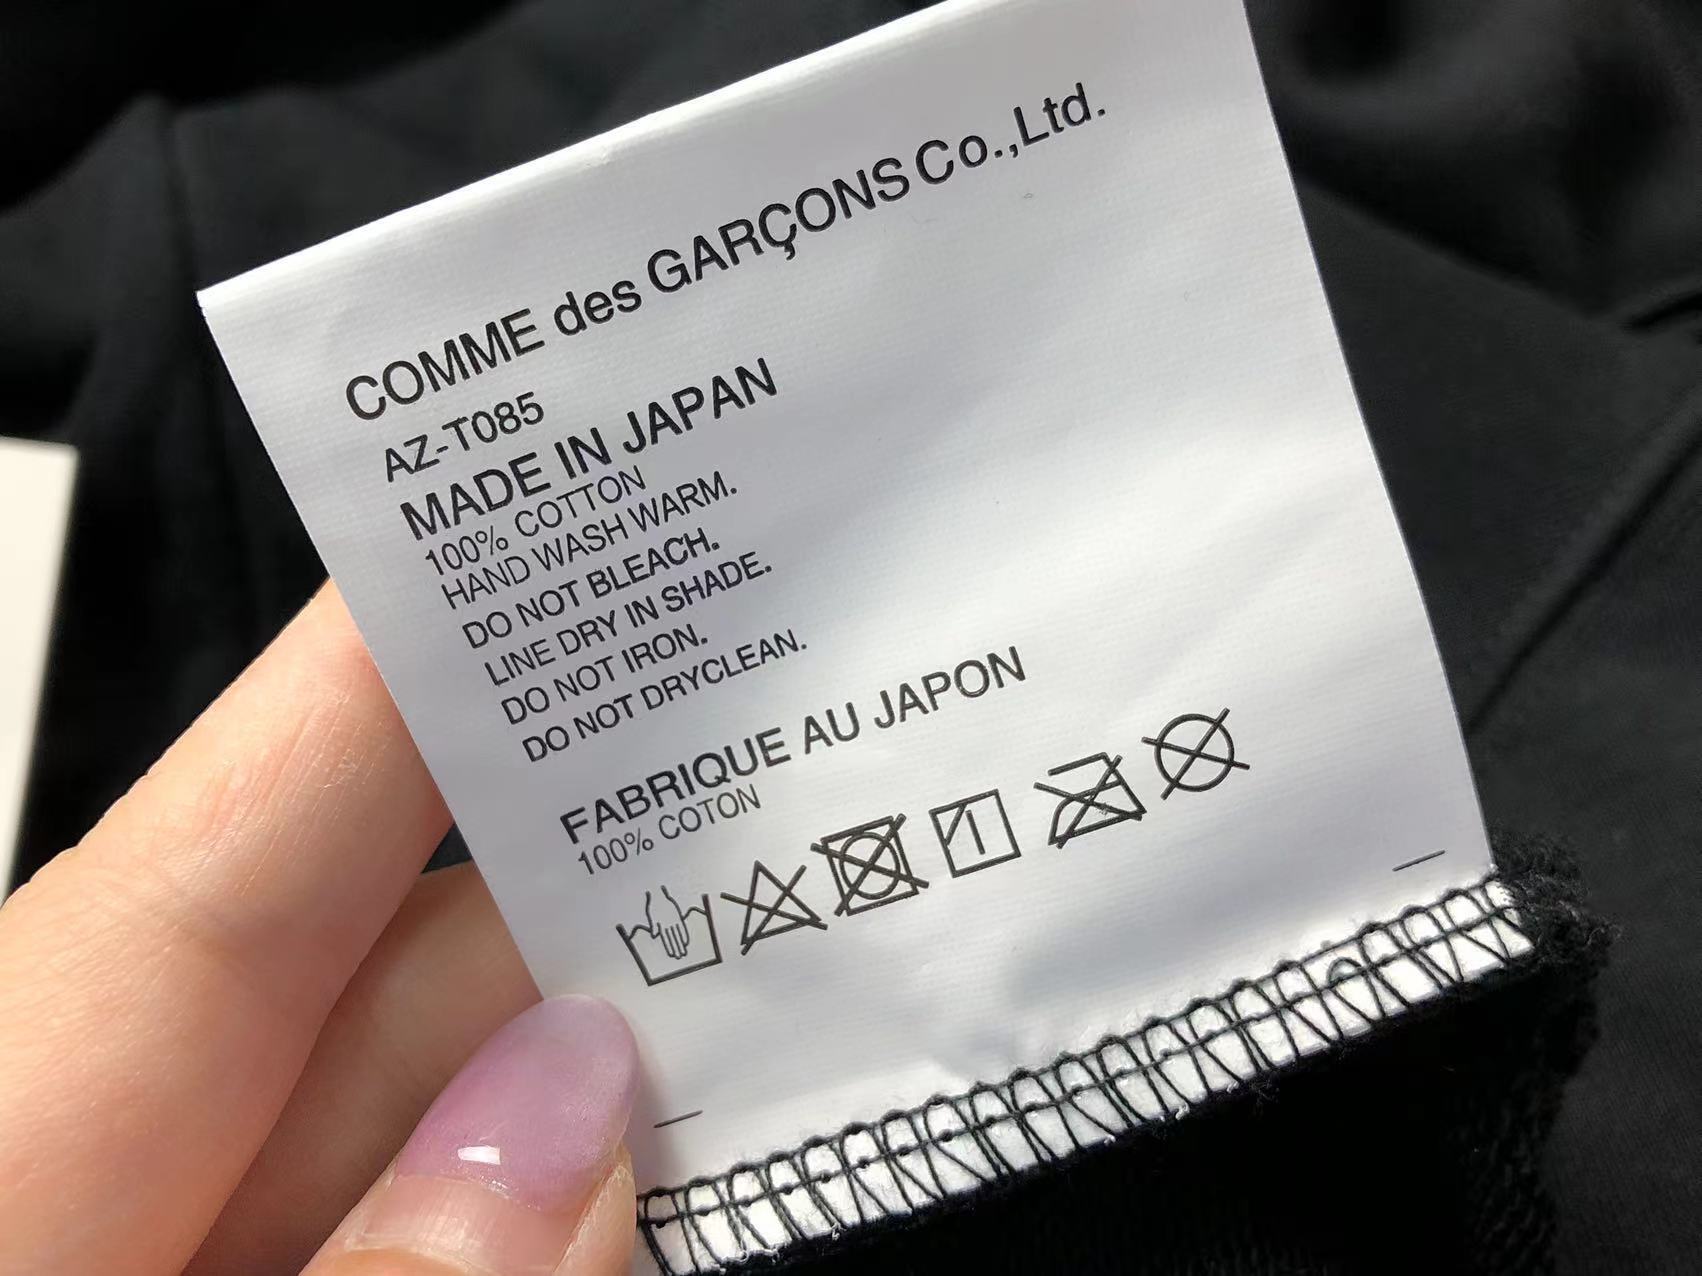 COMME des GARÇONS Co.,Ltd.
AZ-T085
MADE IN JAPAN
100% COTTON
HAND WASH WARM.
DO NOT BLEACH.
LINE DRY IN SHADE.
DO NOT IRON.
DO NOT DRYCLEAN.
FABRIQUE AU JAPON
100% COTON